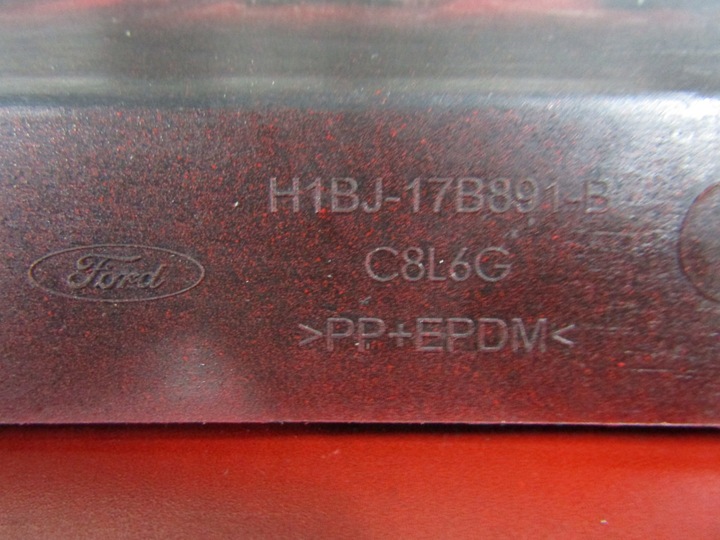 H1BJ-17B891-B
Ford
C8L6G
>PP+EPDM<